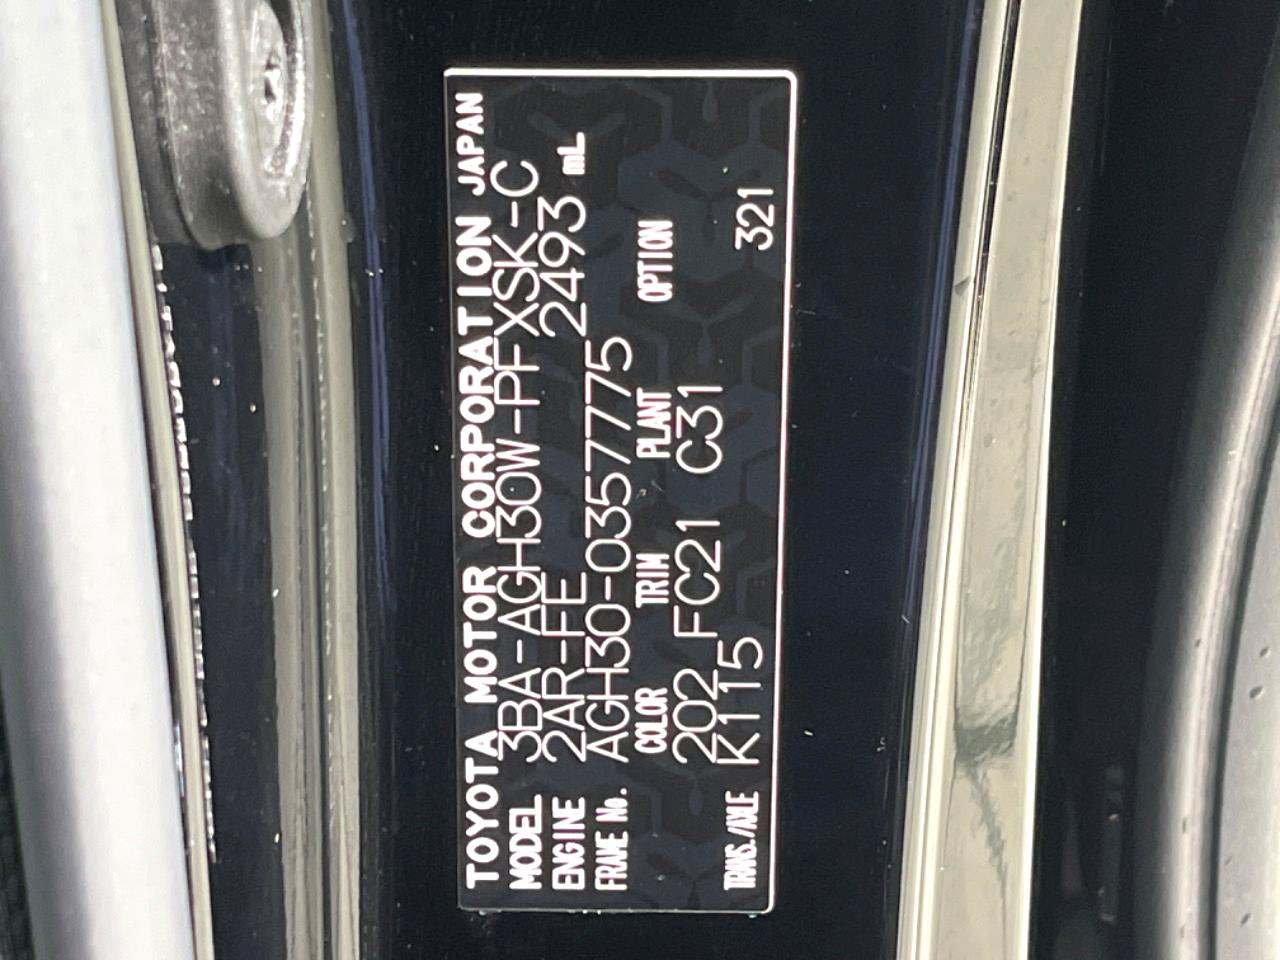 TOYOTA MOTOR CORPORATION JAPAN
MODEL 3BA-AGH30W-PFXSK-C
ENGINE 2AR-FE 2493 mL
FRAME No. AGH30-0357775
COLOR TRIM PLANT OPTION
202 FC21 C31
TRANS./AXLE K115 321